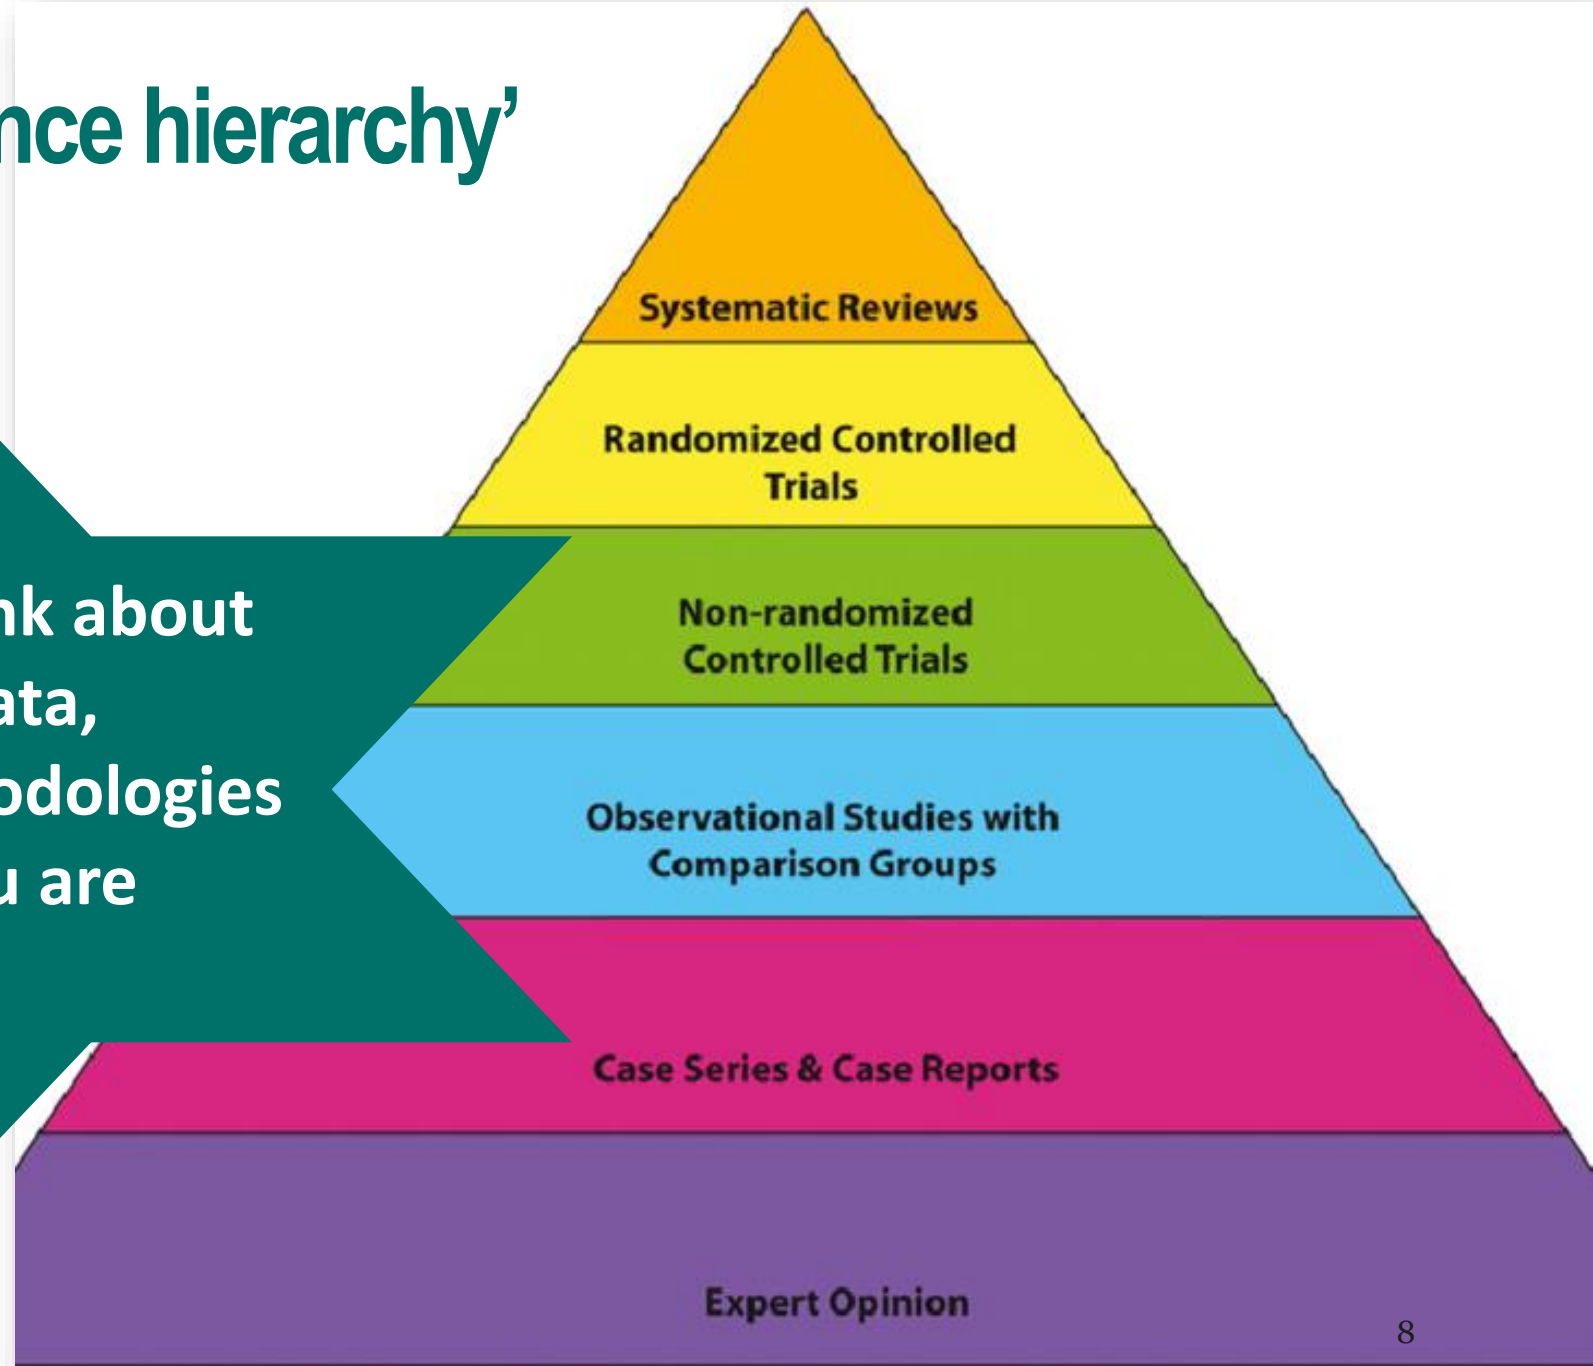 nce hierarchy’
Systematic Reviews
Randomized Controlled
Trials
Non-randomized
Controlled Trials
nk about
ata,
odologies
u are
Observational Studies with
Comparison Groups
Case Series & Case Reports
Expert Opinion
8